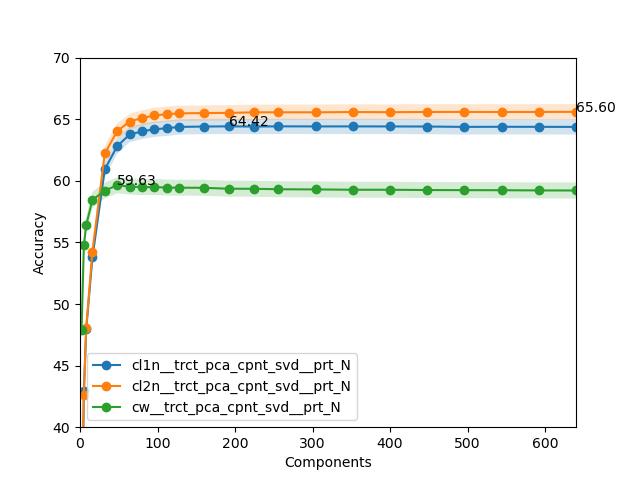 70
65
60
55
50
45
40
Accuracy
65.60
64.42
59.63
cl1n__trct_pca_cpnt_svd__prt_N
cl2n__trct_pca_cpnt_svd__prt_N
cw__trct_pca_cpnt_svd__prt_N
0 100 200 300 400 500 600
Components